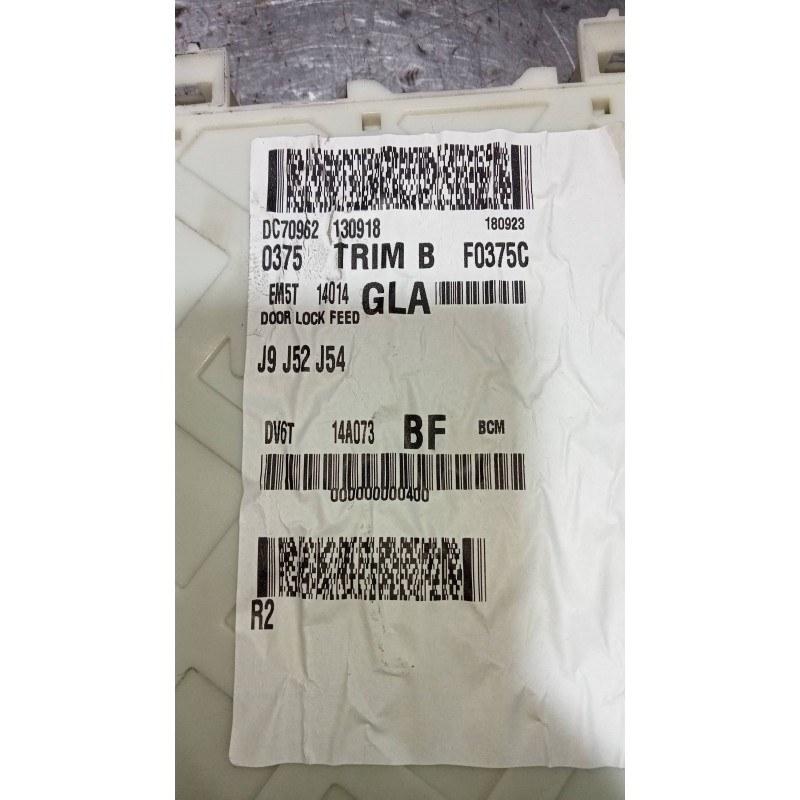 DC70962 130918 180923
0375 TRIM B F0375C
EM5T 14014 GLA
DOOR LOCK FEED
J9 J52 J54
DV6T 14A073 BF BCM
000000000400
R2